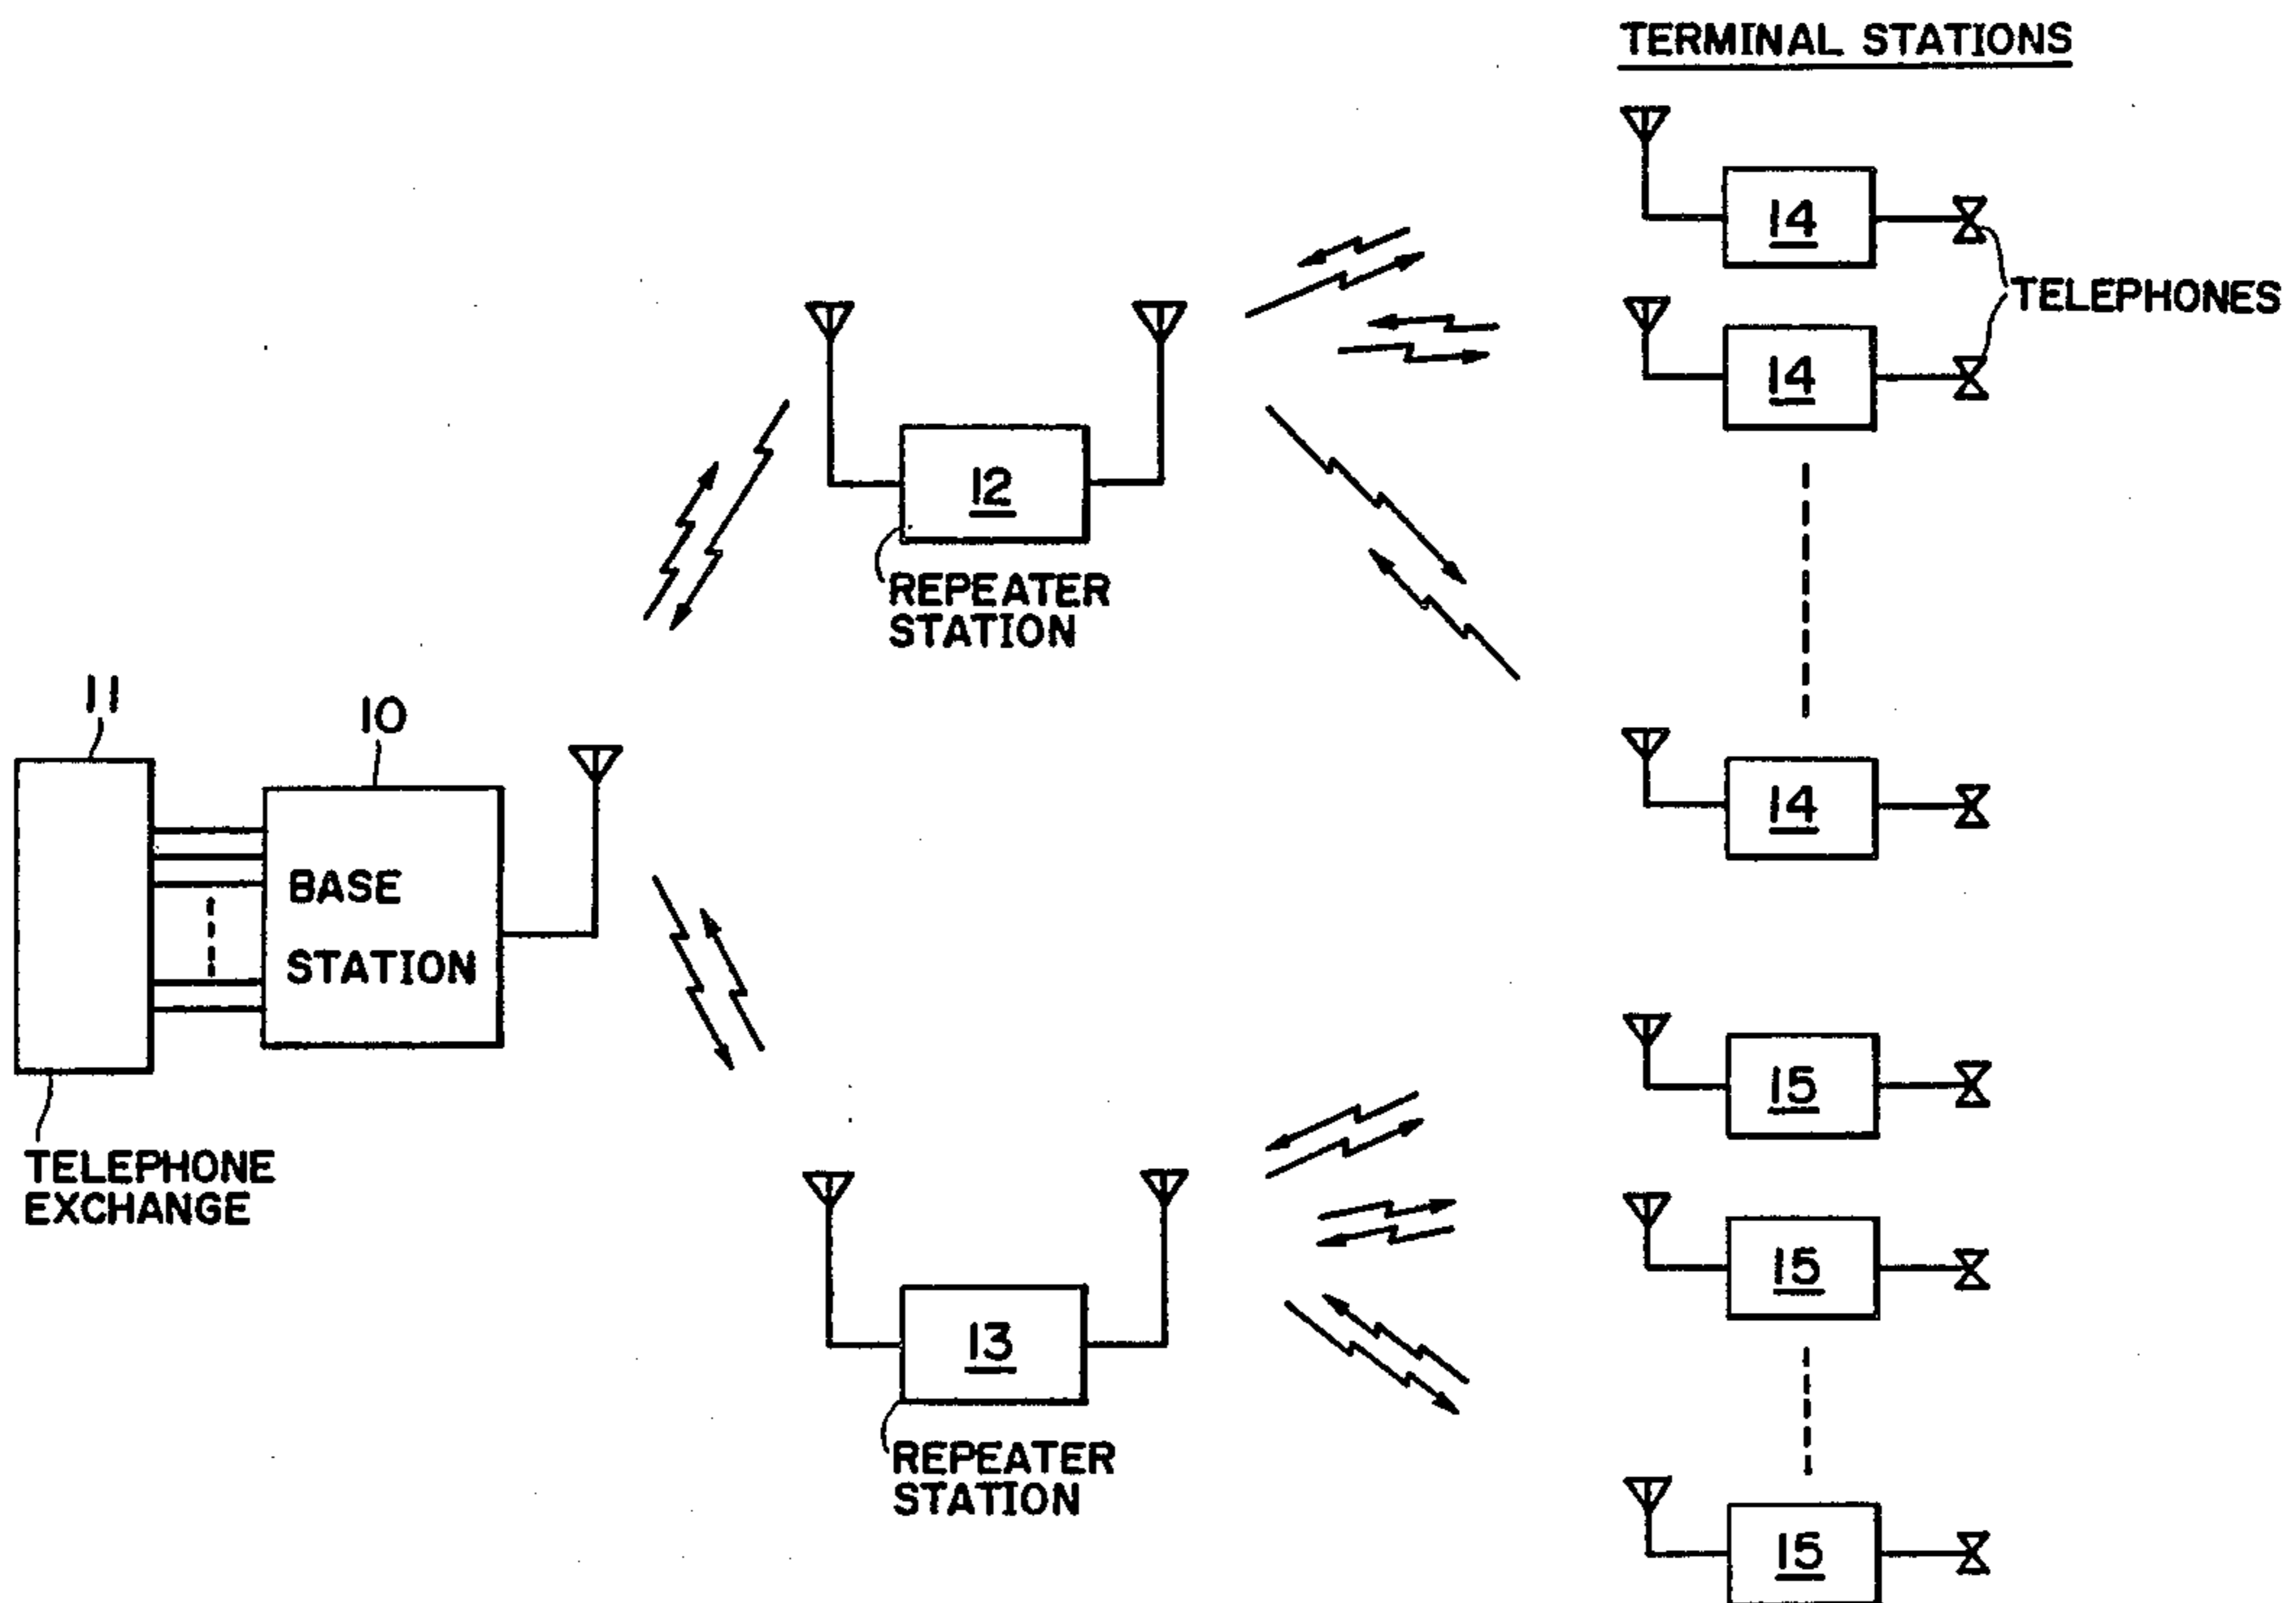 TERMINAL STATIONS
14
TELEPHONES
14
12
REPEATER
STATION
11
10
14
BASE
STATION
15
TELEPHONE
EXCHANGE
15
13
REPEATER
STATION
15